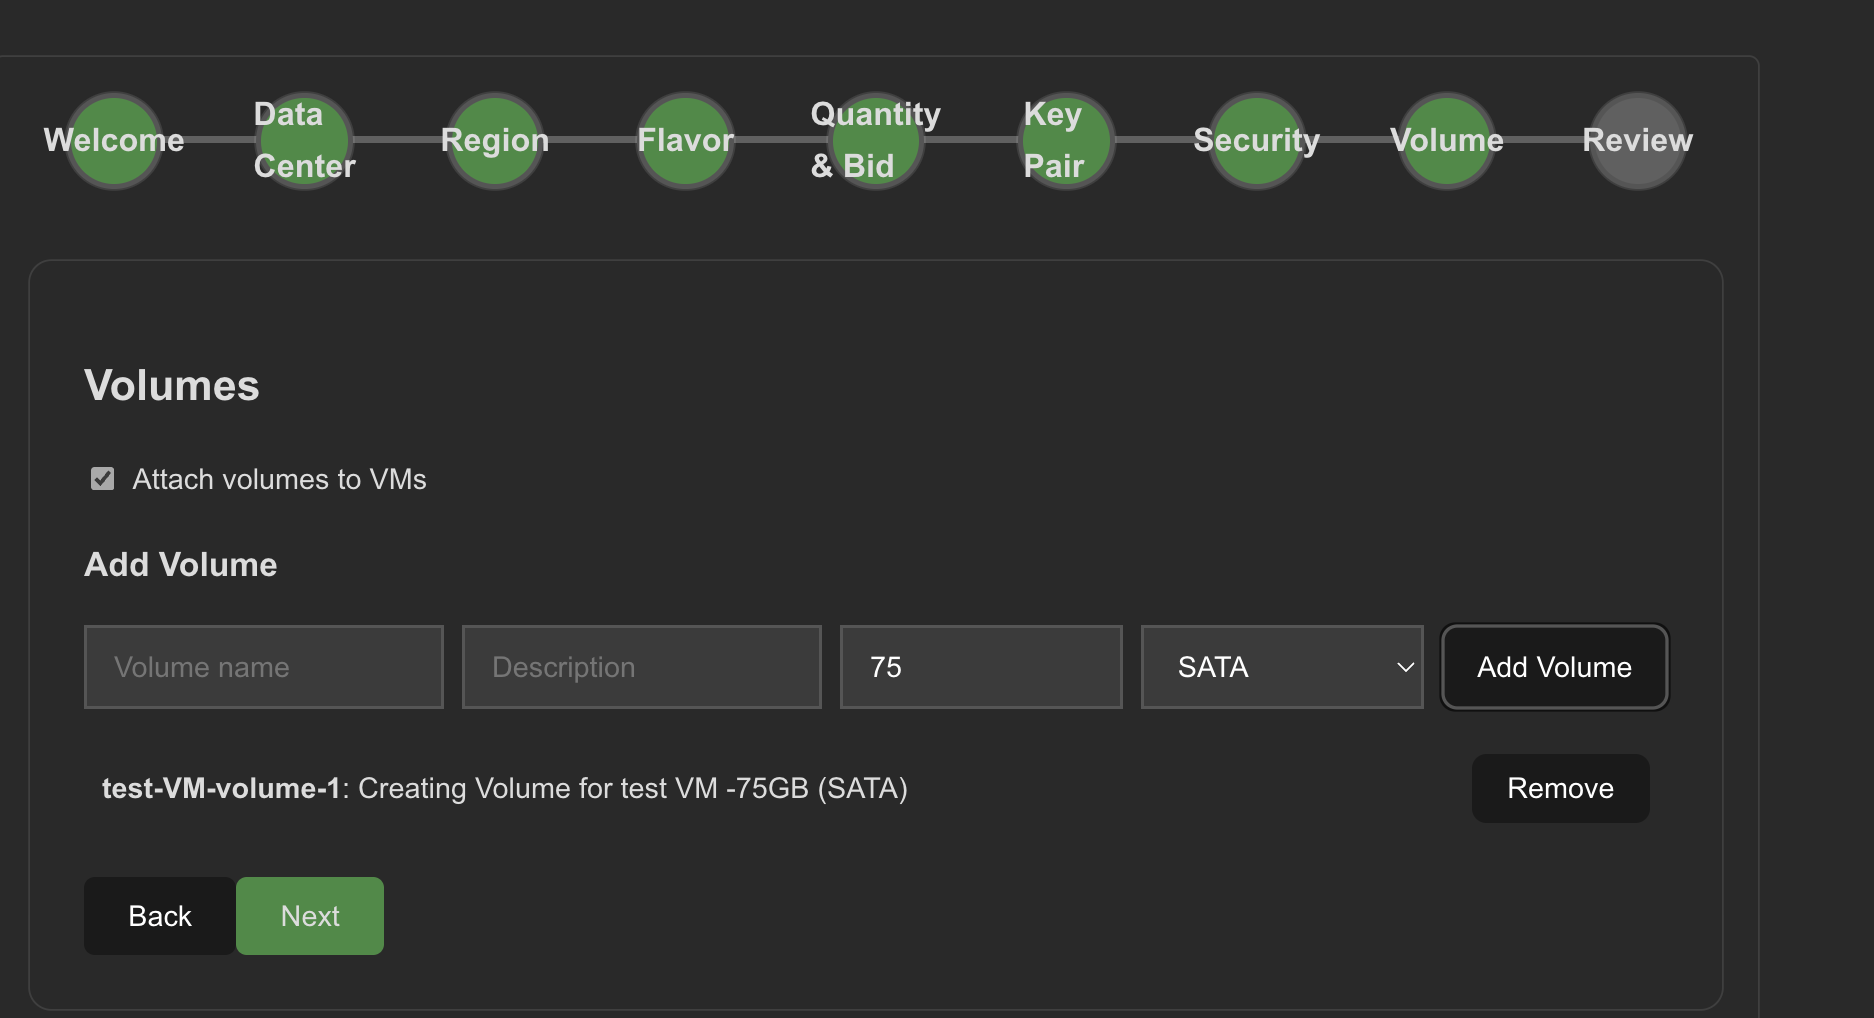 Welcome
Data
Center
Region
Flavor
Quantity
& Bid
Key
Pair
Security
Volume
Review
Volumes
Attach volumes to VMs
Add Volume
Volume name
Description
75
SATA
Add Volume
test-VM-volume-1: Creating Volume for test VM -75GB (SATA)
Remove
Back
Next